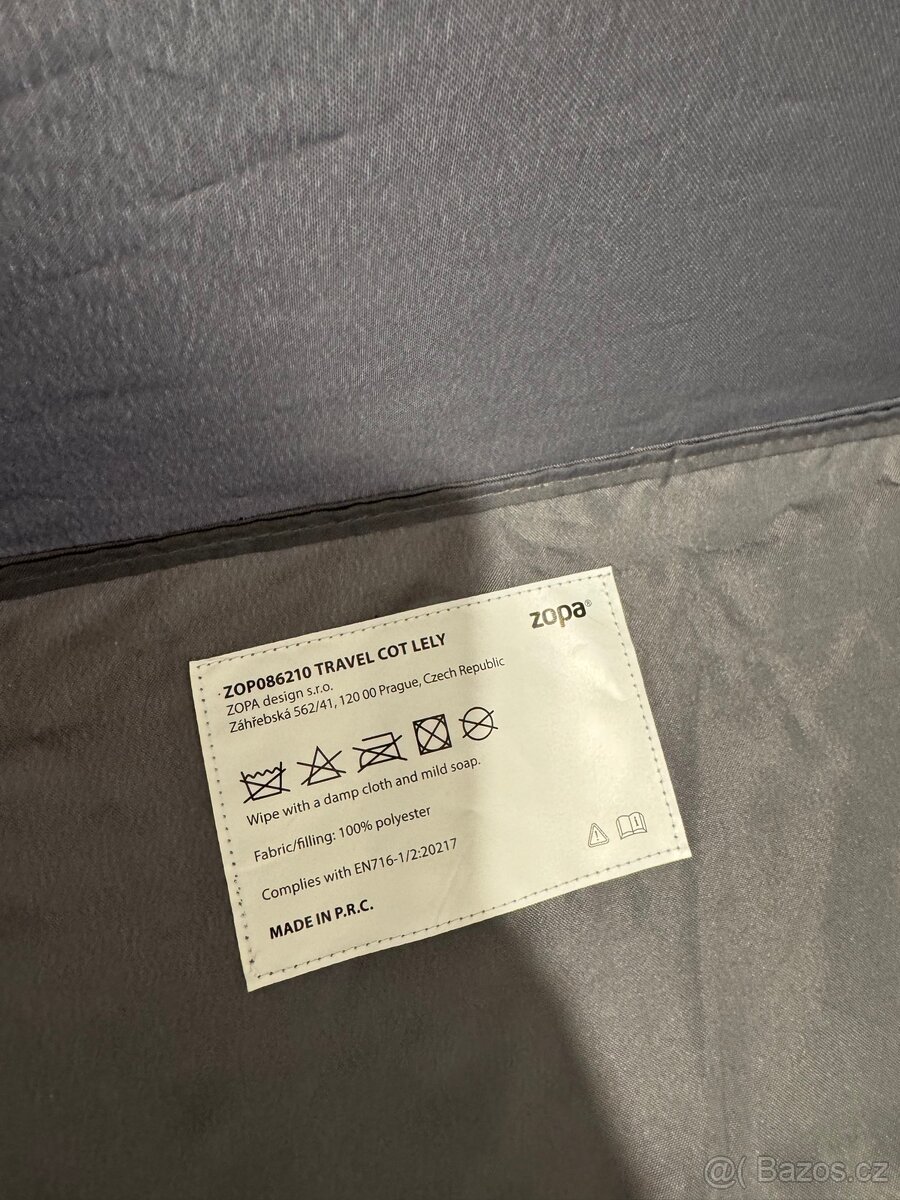 zopa®
ZOP086210 TRAVEL COT LELY
ZOPA design s.r.o.
Záhřebská 562/41, 120 00 Prague, Czech Republic
Wipe with a damp cloth and mild soap.
Fabric/filling: 100% polyester
Complies with EN716-1/2:20217
MADE IN P.R.C.
@( Bazos.cz